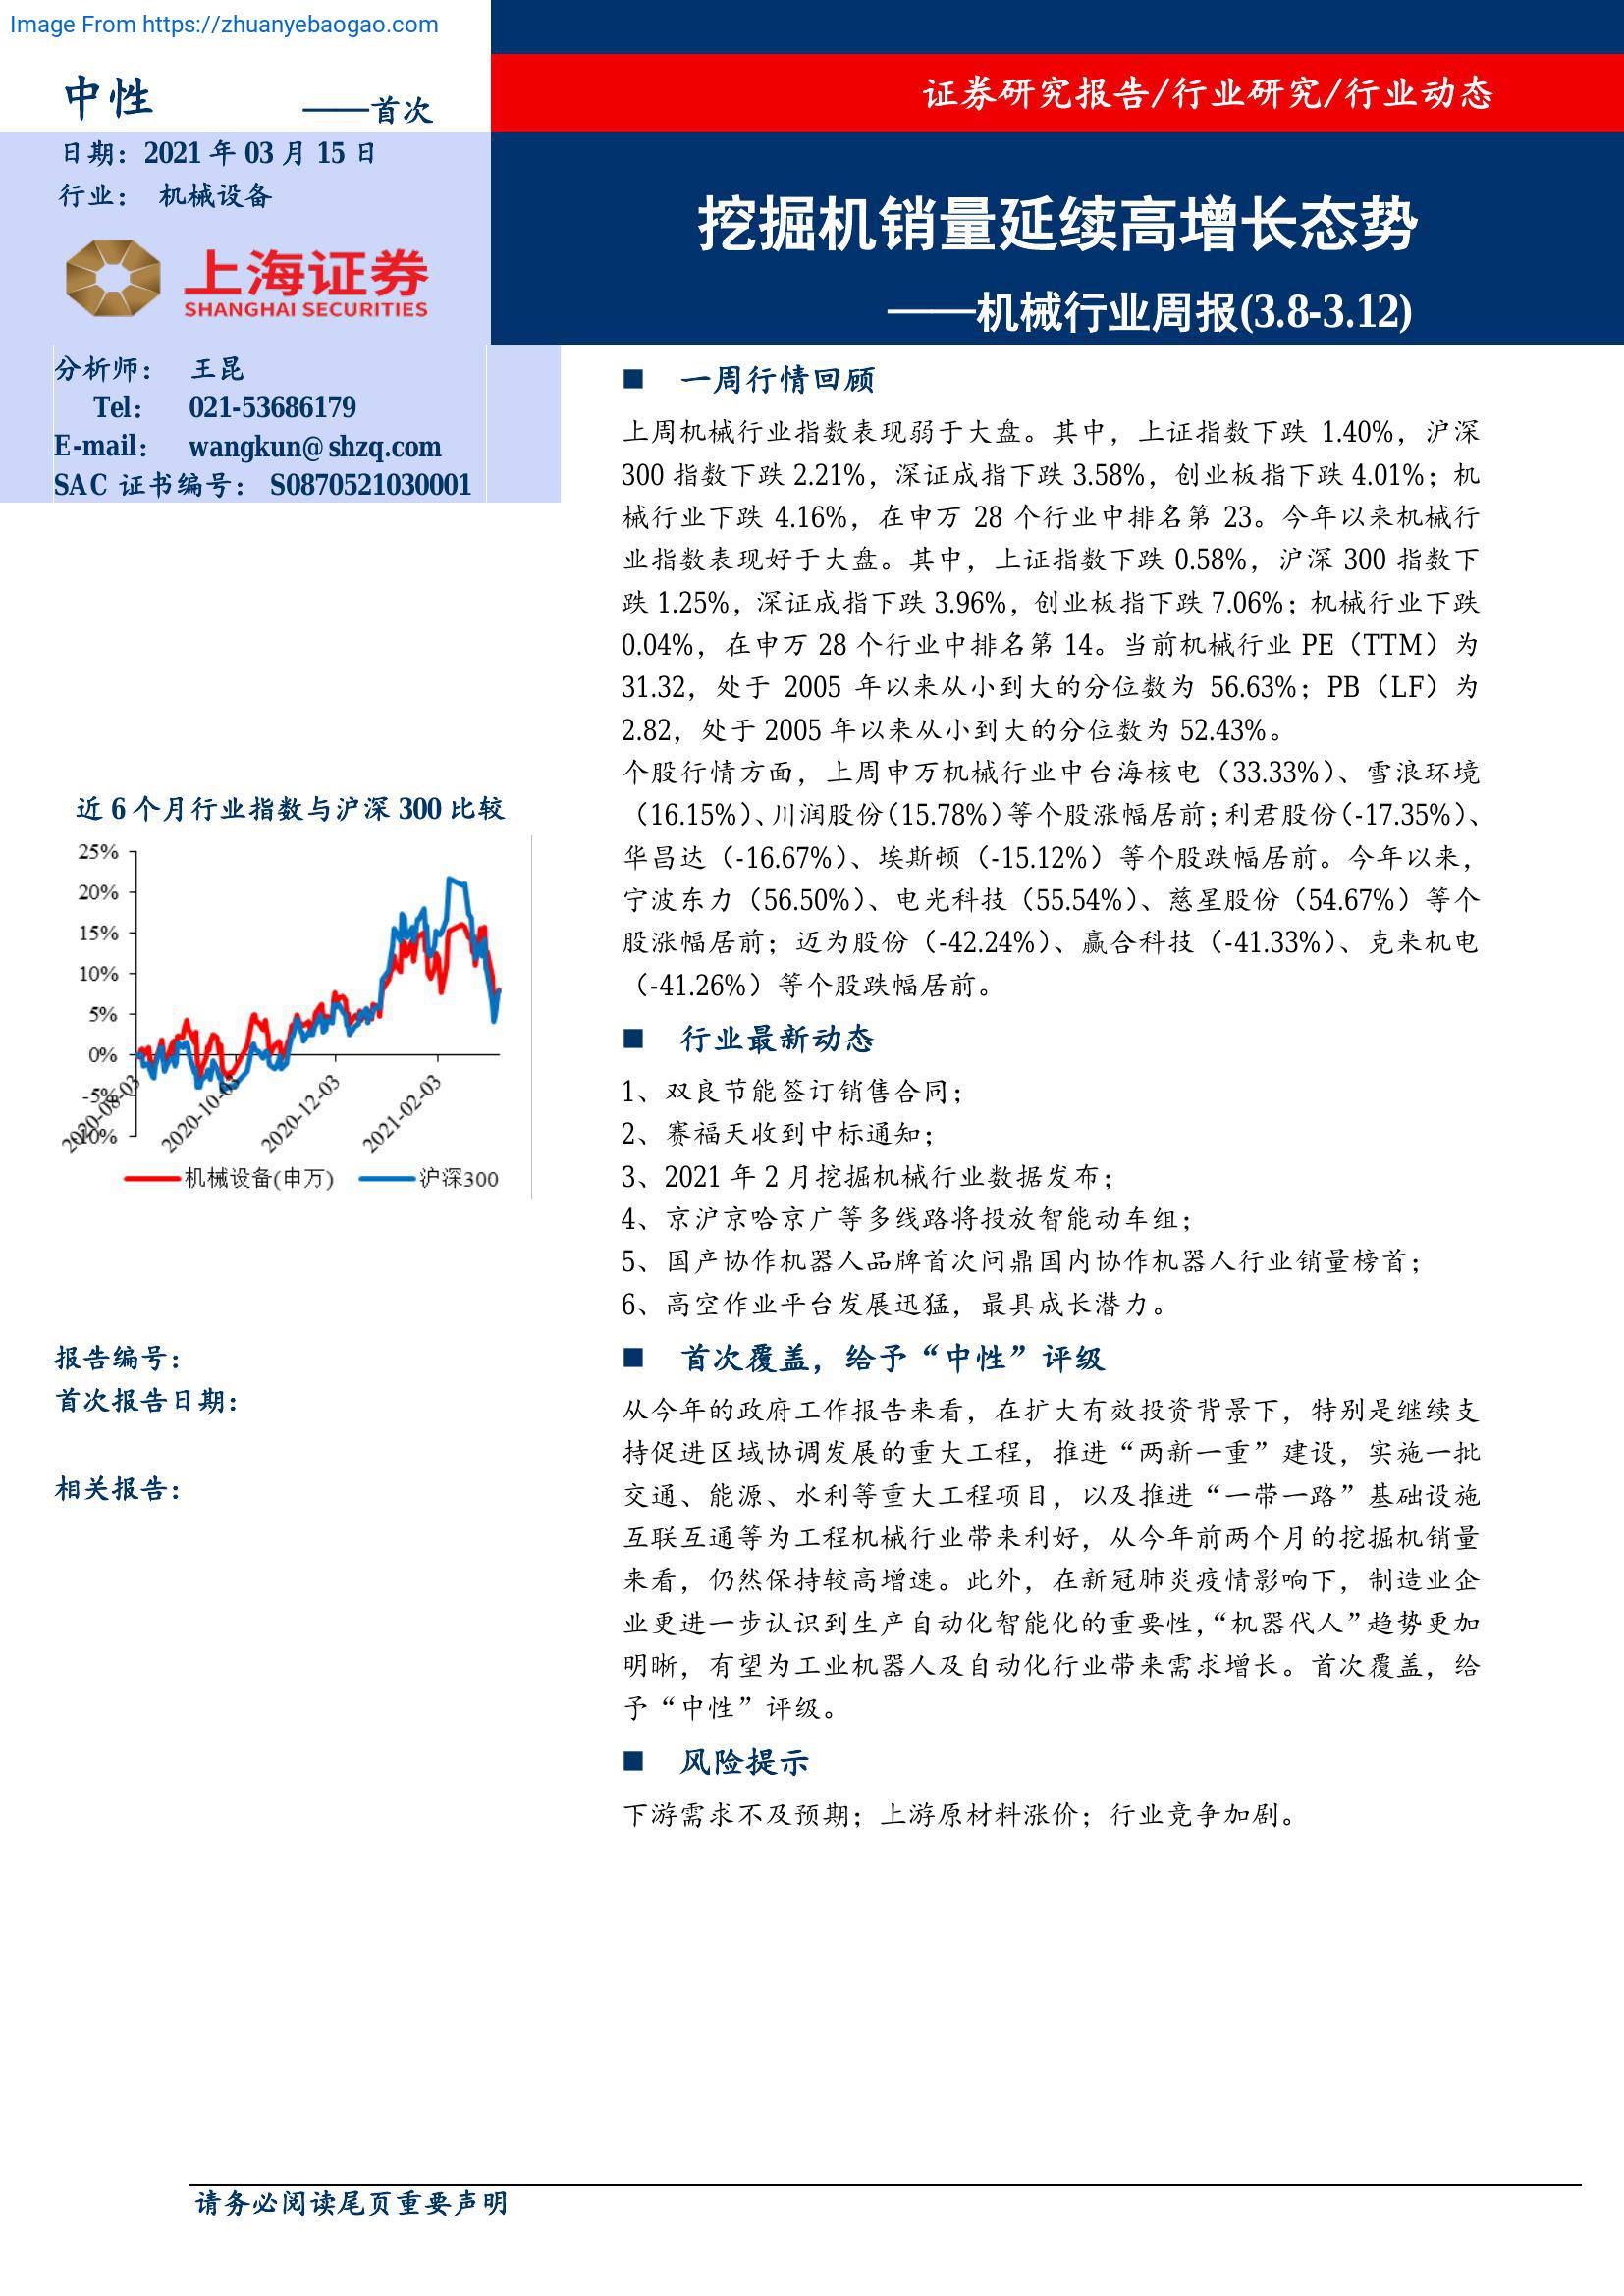 Image From https://zhuanyebaogao.com
中性 ——首次
证券研究报告/行业研究/行业动态
日期：2021 年 03 月 15 日
行业： 机械设备
上海证券
SHANGHAI SECURITIES
挖掘机销量延续高增长态势
——机械行业周报(3.8-3.12)
分析师： 王昆
Tel： 021-53686179
E-mail： wangkun@shzq.com
SAC 证书编号： S0870521030001
近 6 个月行业指数与沪深 300 比较
25%
20%
15%
10%
5%
0%
-5%
-10%
2020-08-03
2020-10-03
2020-12-03
2021-02-03
机械设备(申万) 沪深300
报告编号：
首次报告日期：
相关报告：
■ 一周行情回顾
上周机械行业指数表现弱于大盘。其中，上证指数下跌 1.40%，沪深
300 指数下跌 2.21%，深证成指下跌 3.58%，创业板指下跌 4.01%；机
械行业下跌 4.16%，在申万 28 个行业中排名第 23。今年以来机械行
业指数表现好于大盘。其中，上证指数下跌 0.58%，沪深 300 指数下
跌 1.25%，深证成指下跌 3.96%，创业板指下跌 7.06%；机械行业下跌
0.04%，在申万 28 个行业中排名第 14。当前机械行业 PE（TTM）为
31.32，处于 2005 年以来从小到大的分位数为 56.63%；PB（LF）为
2.82，处于 2005 年以来从小到大的分位数为 52.43%。
个股行情方面，上周申万机械行业中台海核电（33.33%）、雪浪环境
（16.15%）、川润股份（15.78%）等个股涨幅居前；利君股份（-17.35%）、
华昌达（-16.67%）、埃斯顿（-15.12%）等个股跌幅居前。今年以来，
宁波东力（56.50%）、电光科技（55.54%）、慈星股份（54.67%）等个
股涨幅居前；迈为股份（-42.24%）、赢合科技（-41.33%）、克来机电
（-41.26%）等个股跌幅居前。
■ 行业最新动态
1、双良节能签订销售合同；
2、赛福天收到中标通知；
3、2021 年 2 月挖掘机械行业数据发布；
4、京沪京哈京广等多线路将投放智能动车组；
5、国产协作机器人品牌首次问鼎国内协作机器人行业销量榜首；
6、高空作业平台发展迅猛，最具成长潜力。
■ 首次覆盖，给予“中性”评级
从今年的政府工作报告来看，在扩大有效投资背景下，特别是继续支
持促进区域协调发展的重大工程，推进“两新一重”建设，实施一批
交通、能源、水利等重大工程项目，以及推进“一带一路”基础设施
互联互通等为工程机械行业带来利好，从今年前两个月的挖掘机销量
来看，仍然保持较高增速。此外，在新冠肺炎疫情影响下，制造业企
业更进一步认识到生产自动化智能化的重要性，“机器代人”趋势更加
明晰，有望为工业机器人及自动化行业带来需求增长。首次覆盖，给
予“中性”评级。
■ 风险提示
下游需求不及预期；上游原材料涨价；行业竞争加剧。
请务必阅读尾页重要声明